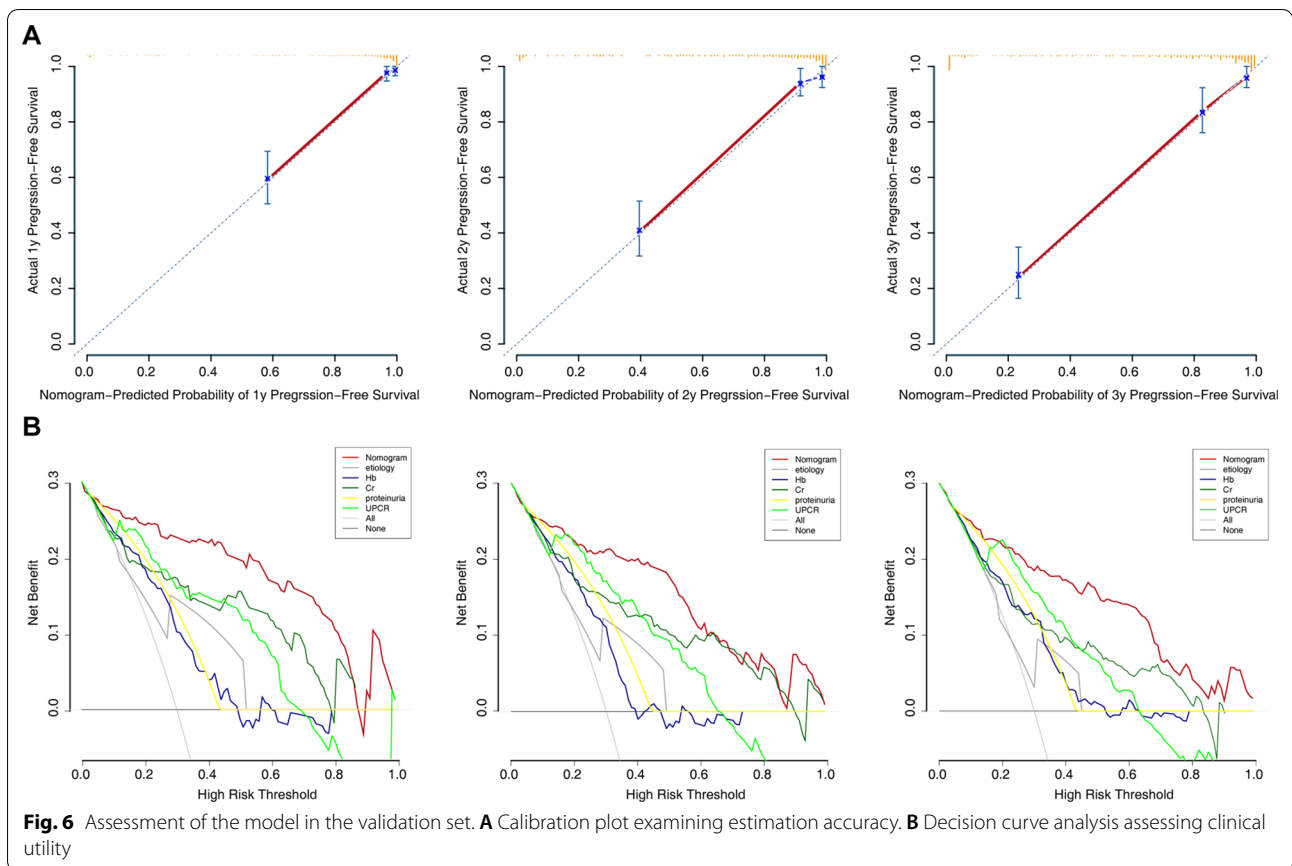 A
Actual 1y Pregrssion-Free Survival
1.0
0.8
0.6
0.4
0.2
0.0
0.0 0.2 0.4 0.6 0.8 1.0
Nomogram-Predicted Probability of 1y Pregrssion-Free Survival
Actual 2y Pregrssion-Free Survival
1.0
0.8
0.6
0.4
0.2
0.0
0.0 0.2 0.4 0.6 0.8 1.0
Nomogram-Predicted Probability of 2y Pregrssion-Free Survival
Actual 3y Pregrssion-Free Survival
1.0
0.8
0.6
0.4
0.2
0.0
0.0 0.2 0.4 0.6 0.8 1.0
Nomogram-Predicted Probability of 3y Pregrssion-Free Survival
B
Net Benefit
0.3
0.2
0.1
0.0
Nomogram
etiology
Hb
Cr
proteinuria
UPCR
All
None
0.0 0.2 0.4 0.6 0.8 1.0
High Risk Threshold
Net Benefit
0.3
0.2
0.1
0.0
Nomogram
etiology
Hb
Cr
proteinuria
UPCR
All
None
0.0 0.2 0.4 0.6 0.8 1.0
High Risk Threshold
Net Benefit
0.3
0.2
0.1
0.0
Nomogram
etiology
Hb
Cr
proteinuria
UPCR
All
None
0.0 0.2 0.4 0.6 0.8 1.0
High Risk Threshold
Fig. 6 Assessment of the model in the validation set. A Calibration plot examining estimation accuracy. B Decision curve analysis assessing clinical
utility